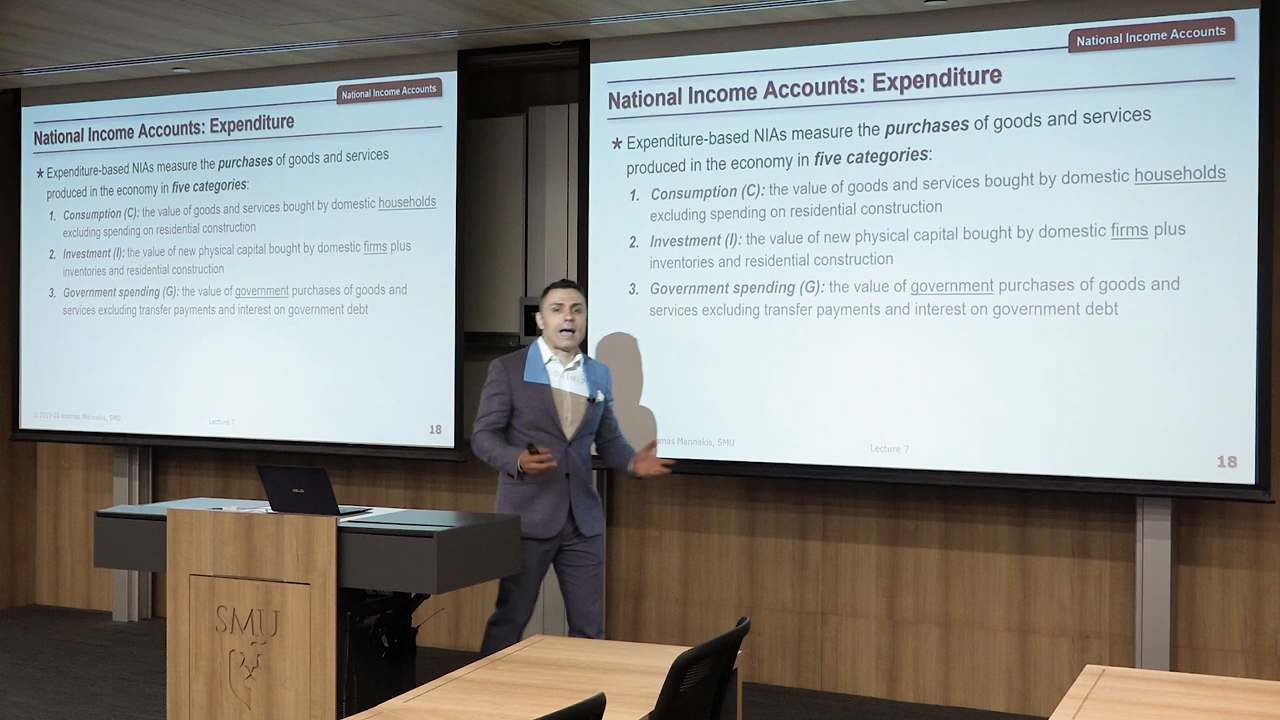 National Income Accounts
National Income Accounts: Expenditure
* Expenditure-based NIAs measure the purchases of goods and services
produced in the economy in five categories:
1. Consumption (C): the value of goods and services bought by domestic households
excluding spending on residential construction
2. Investment (I): the value of new physical capital bought by domestic firms plus
inventories and residential construction
3. Government spending (G): the value of government purchases of goods and
services excluding transfer payments and interest on government debt
© 2019-20 Kosmas Marinakis, SMU
Lecture 7
18
National Income Accounts
National Income Accounts: Expenditure
* Expenditure-based NIAs measure the purchases of goods and services
produced in the economy in five categories:
1. Consumption (C): the value of goods and services bought by domestic households
excluding spending on residential construction
2. Investment (I): the value of new physical capital bought by domestic firms plus
inventories and residential construction
3. Government spending (G): the value of government purchases of goods and
services excluding transfer payments and interest on government debt
Marinakis, SMU
Lecture 7
18
ASUS
SMU